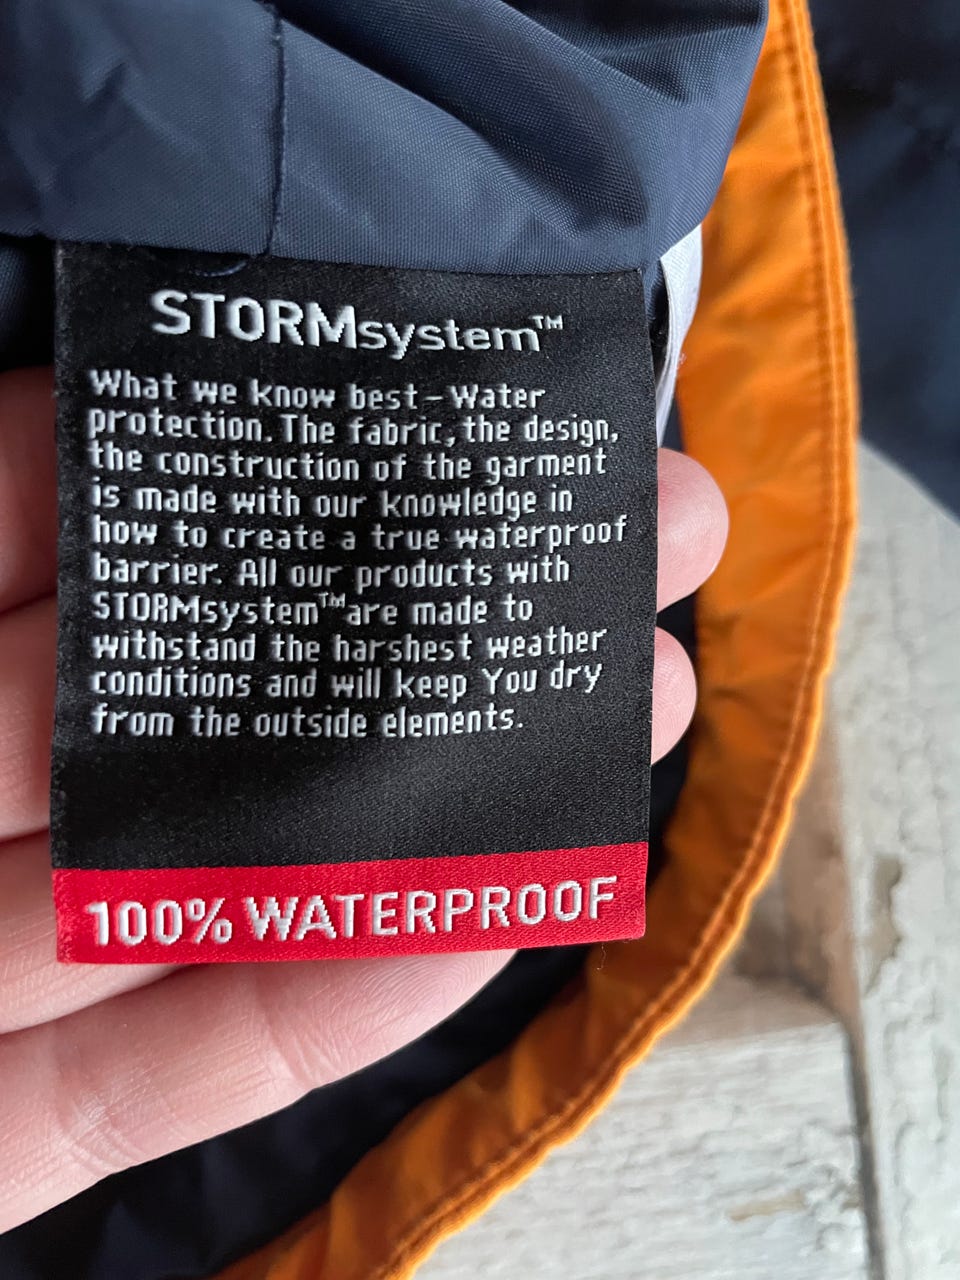 STORMsystem™
What we know best – Water
protection. The fabric, the design,
the construction of the garment
is made with our knowledge in
how to create a true waterproof
barrier. All our products with
STORMsystem™ are made to
withstand the harshest weather
conditions and will keep You dry
from the outside elements.
100% WATERPROOF